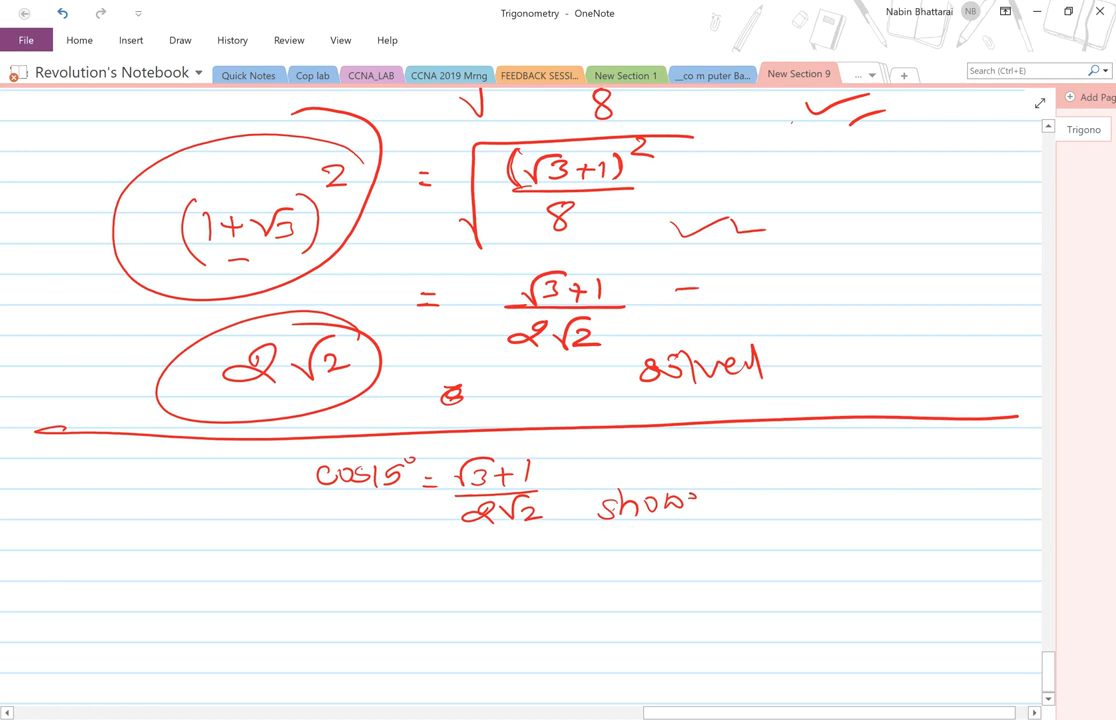 Trigonometry - OneNote
Nabin Bhattarai NB
File Home Insert Draw History Review View Help
Revolution's Notebook Quick Notes Cop lab CCNA_LAB CCNA 2019 Mrng FEEDBACK SESSI... New Section 1 __co m puter Ba... New Section 9 ... + Search (Ctrl+E)
Add Pag
Trigono
√ 8
(1+√3)² = √((√3+1)²/8)
= (√3+1)/(2√2)
2√2
solved
cos15° = (√3+1)/(2√2) show